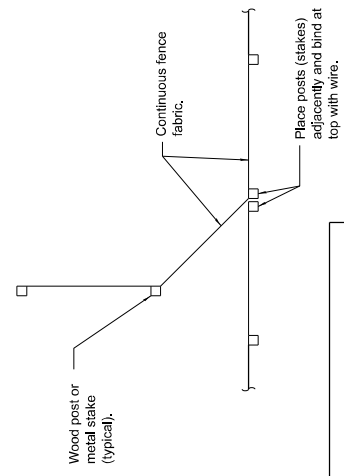 Wood post or
metal stake
(typical).
Continuous fence
fabric.
Place posts (stakes)
adjacently and bind at
top with wire.